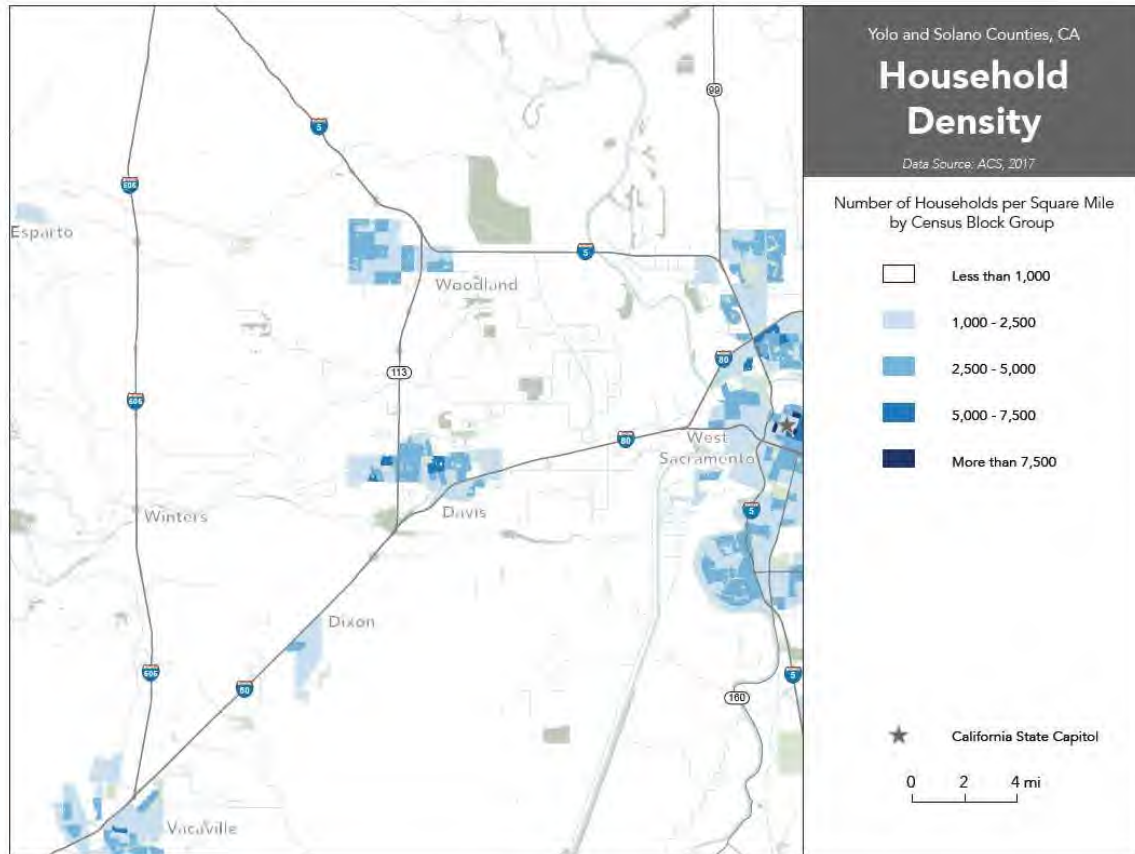 Yolo and Solano Counties, CA
Household
Density
Data Source: ACS, 2017
Number of Households per Square Mile
by Census Block Group
Less than 1,000
1,000 - 2,500
2,500 - 5,000
5,000 - 7,500
More than 7,500
California State Capitol
0 2 4 mi
99
5
505
Esparto
5
Woodland
80
113
505
80
West
Sacramento
Winters
Davis
5
Dixon
505
80
5
160
Vacaville